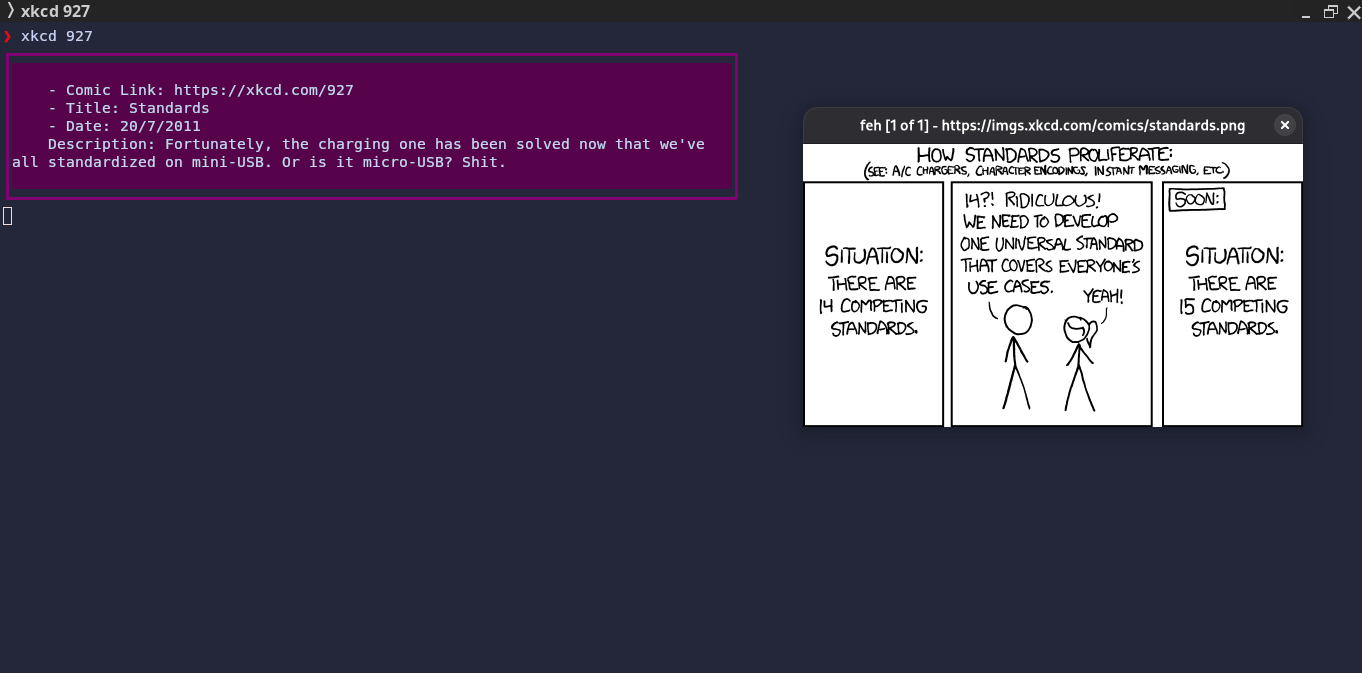 〉xkcd 927
❯ xkcd 927
- Comic Link: https://xkcd.com/927
- Title: Standards
- Date: 20/7/2011
Description: Fortunately, the charging one has been solved now that we've
all standardized on mini-USB. Or is it micro-USB? Shit.
feh [1 of 1] - https://imgs.xkcd.com/comics/standards.png
HOW STANDARDS PROLIFERATE:
(SEE: A/C CHARGERS, CHARACTER ENCODINGS, INSTANT MESSAGING, ETC.)
SITUATION:
THERE ARE
14 COMPETING
STANDARDS.
14?! RIDICULOUS!
WE NEED TO DEVELOP
ONE UNIVERSAL STANDARD
THAT COVERS EVERYONE'S
USE CASES.
YEAH!
SOON:
SITUATION:
THERE ARE
15 COMPETING
STANDARDS.